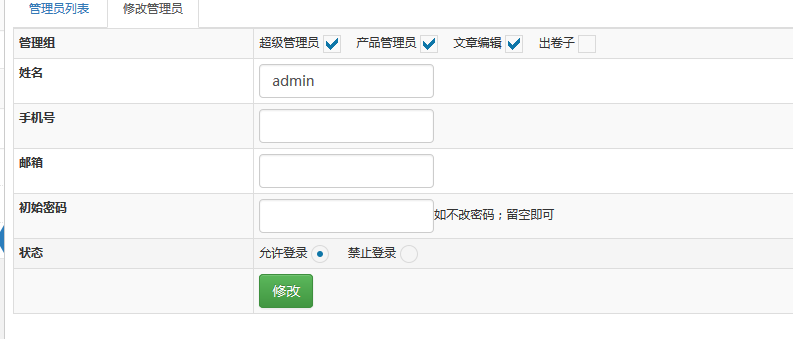 管理员列表 修改管理员
管理组 超级管理员 产品管理员 文章编辑 出卷子
姓名 admin
手机号
邮箱
初始密码 如不改密码；留空即可
状态 允许登录 禁止登录
修改